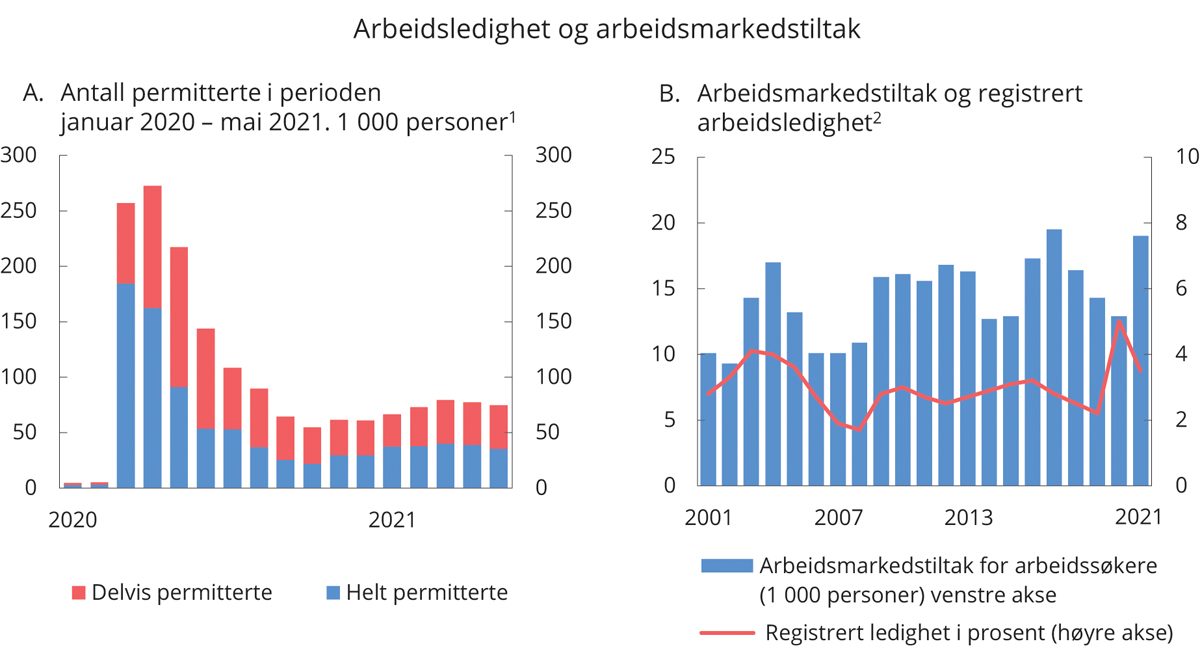 Arbeidsledighet og arbeidsmarkedstiltak
A. Antall permitterte i perioden
januar 2020 – mai 2021. 1 000 personer1
300 300
250 250
200 200
150 150
100 100
50 50
0 0
2020 2021
Delvis permitterte Helt permitterte
B. Arbeidsmarkedstiltak og registrert
arbeidsledighet2
25 10
20 8
15 6
10 4
5 2
0 0
2001 2007 2013 2021
Arbeidsmarkedstiltak for arbeidssøkere
(1 000 personer) venstre akse
Registrert ledighet i prosent (høyre akse)